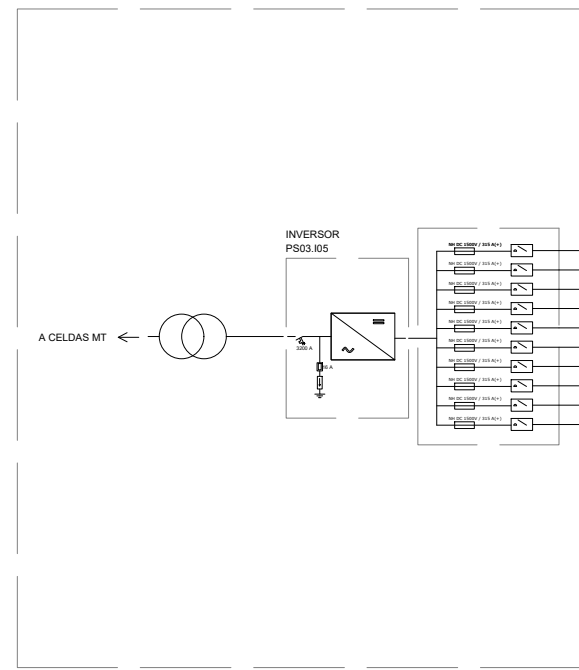 INVERSOR
PS03.I05
NH DC 1500V / 315 A(+)
NH DC 1500V / 315 A(+)
NH DC 1500V / 315 A(+)
NH DC 1500V / 315 A(+)
NH DC 1500V / 315 A(+)
NH DC 1500V / 315 A(+)
NH DC 1500V / 315 A(+)
NH DC 1500V / 315 A(+)
NH DC 1500V / 315 A(+)
NH DC 1500V / 315 A(+)
A CELDAS MT
3200 A